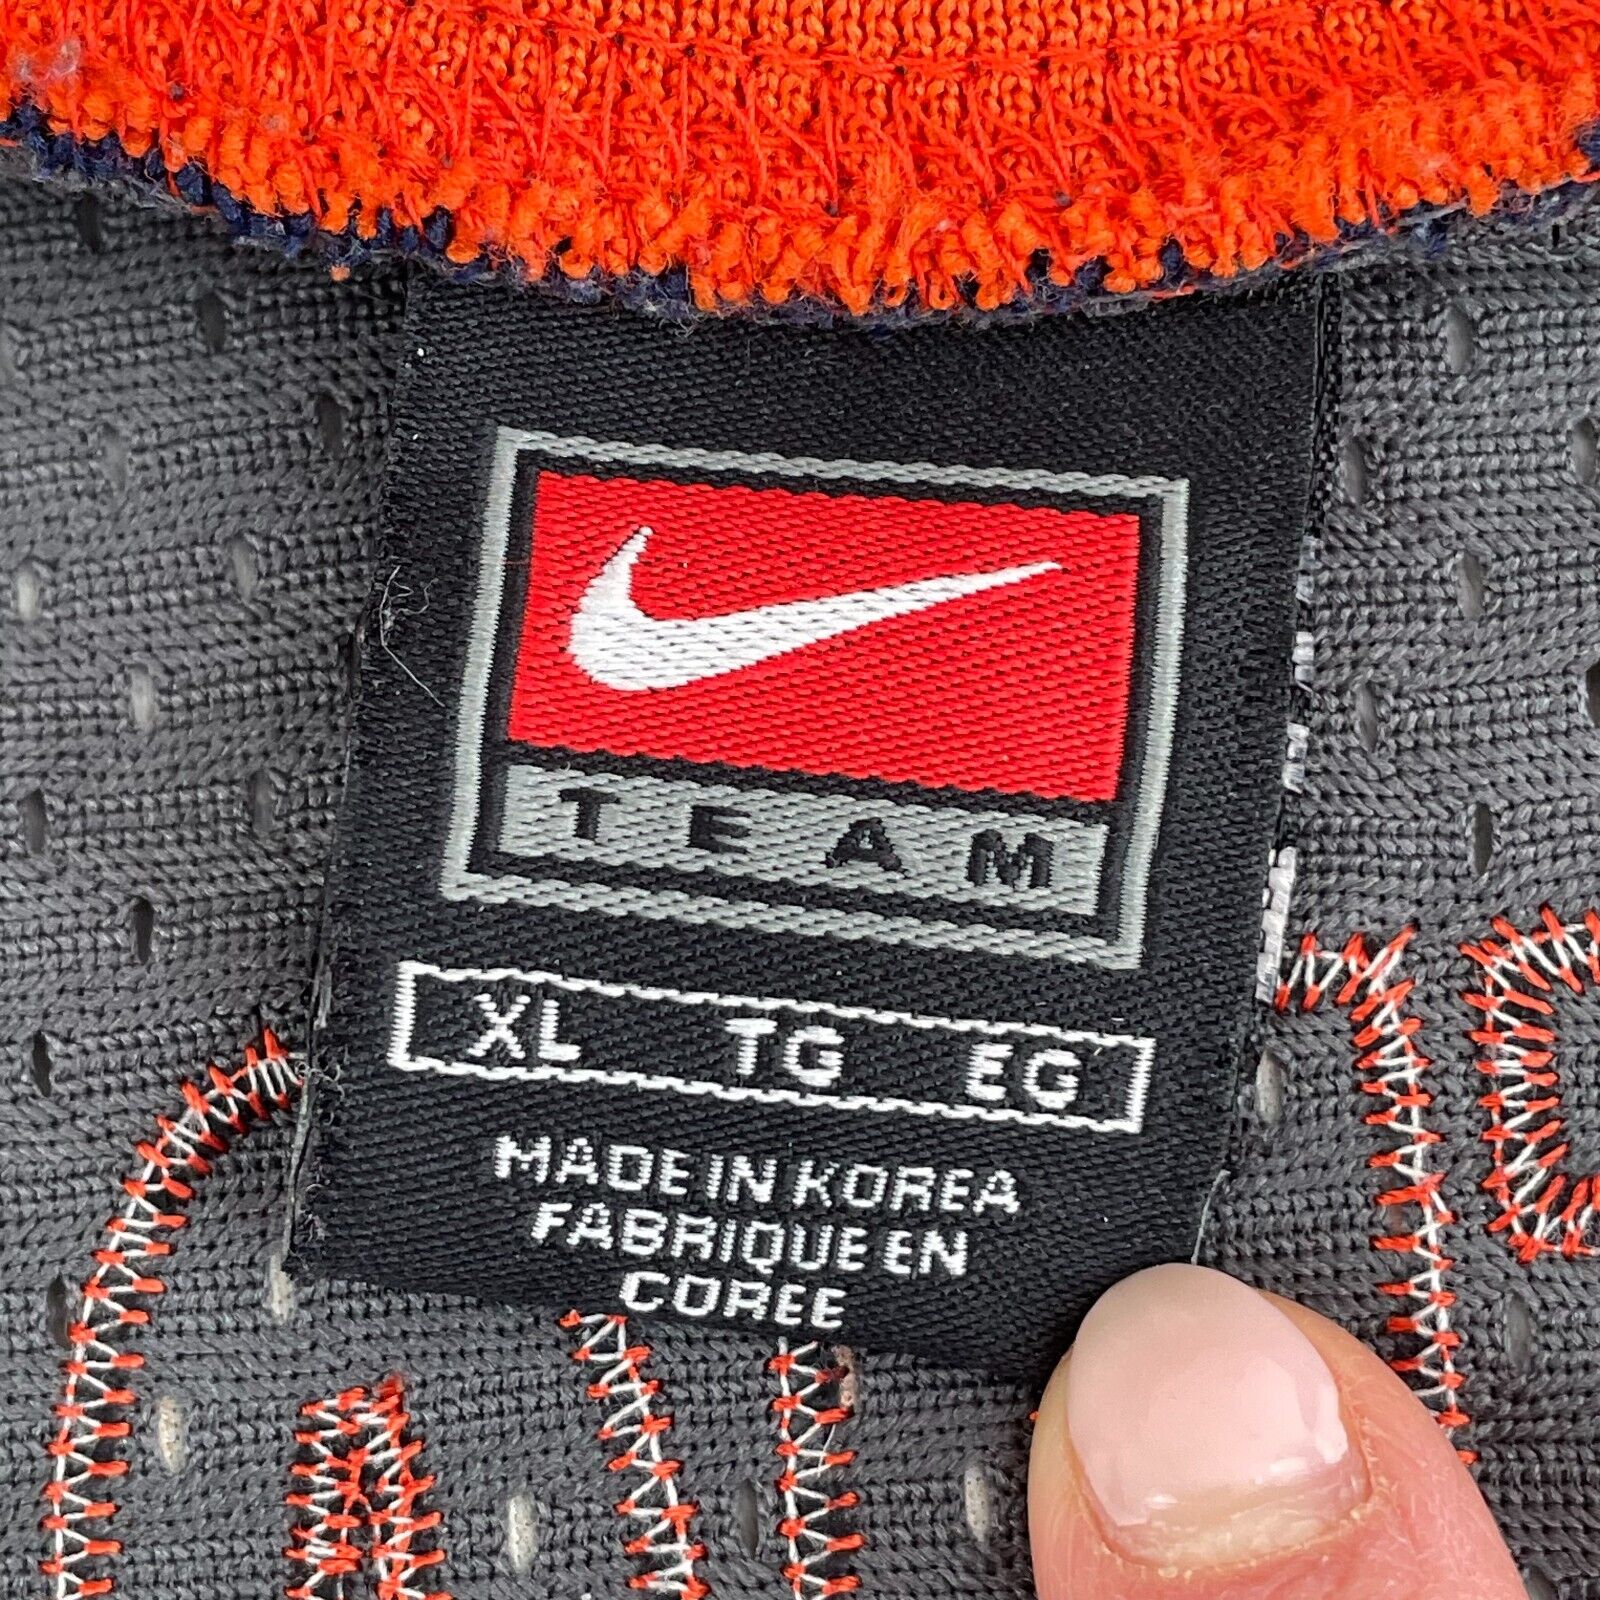 TEAM
XL TG EG
MADE IN KOREA
FABRIQUE EN
COREE